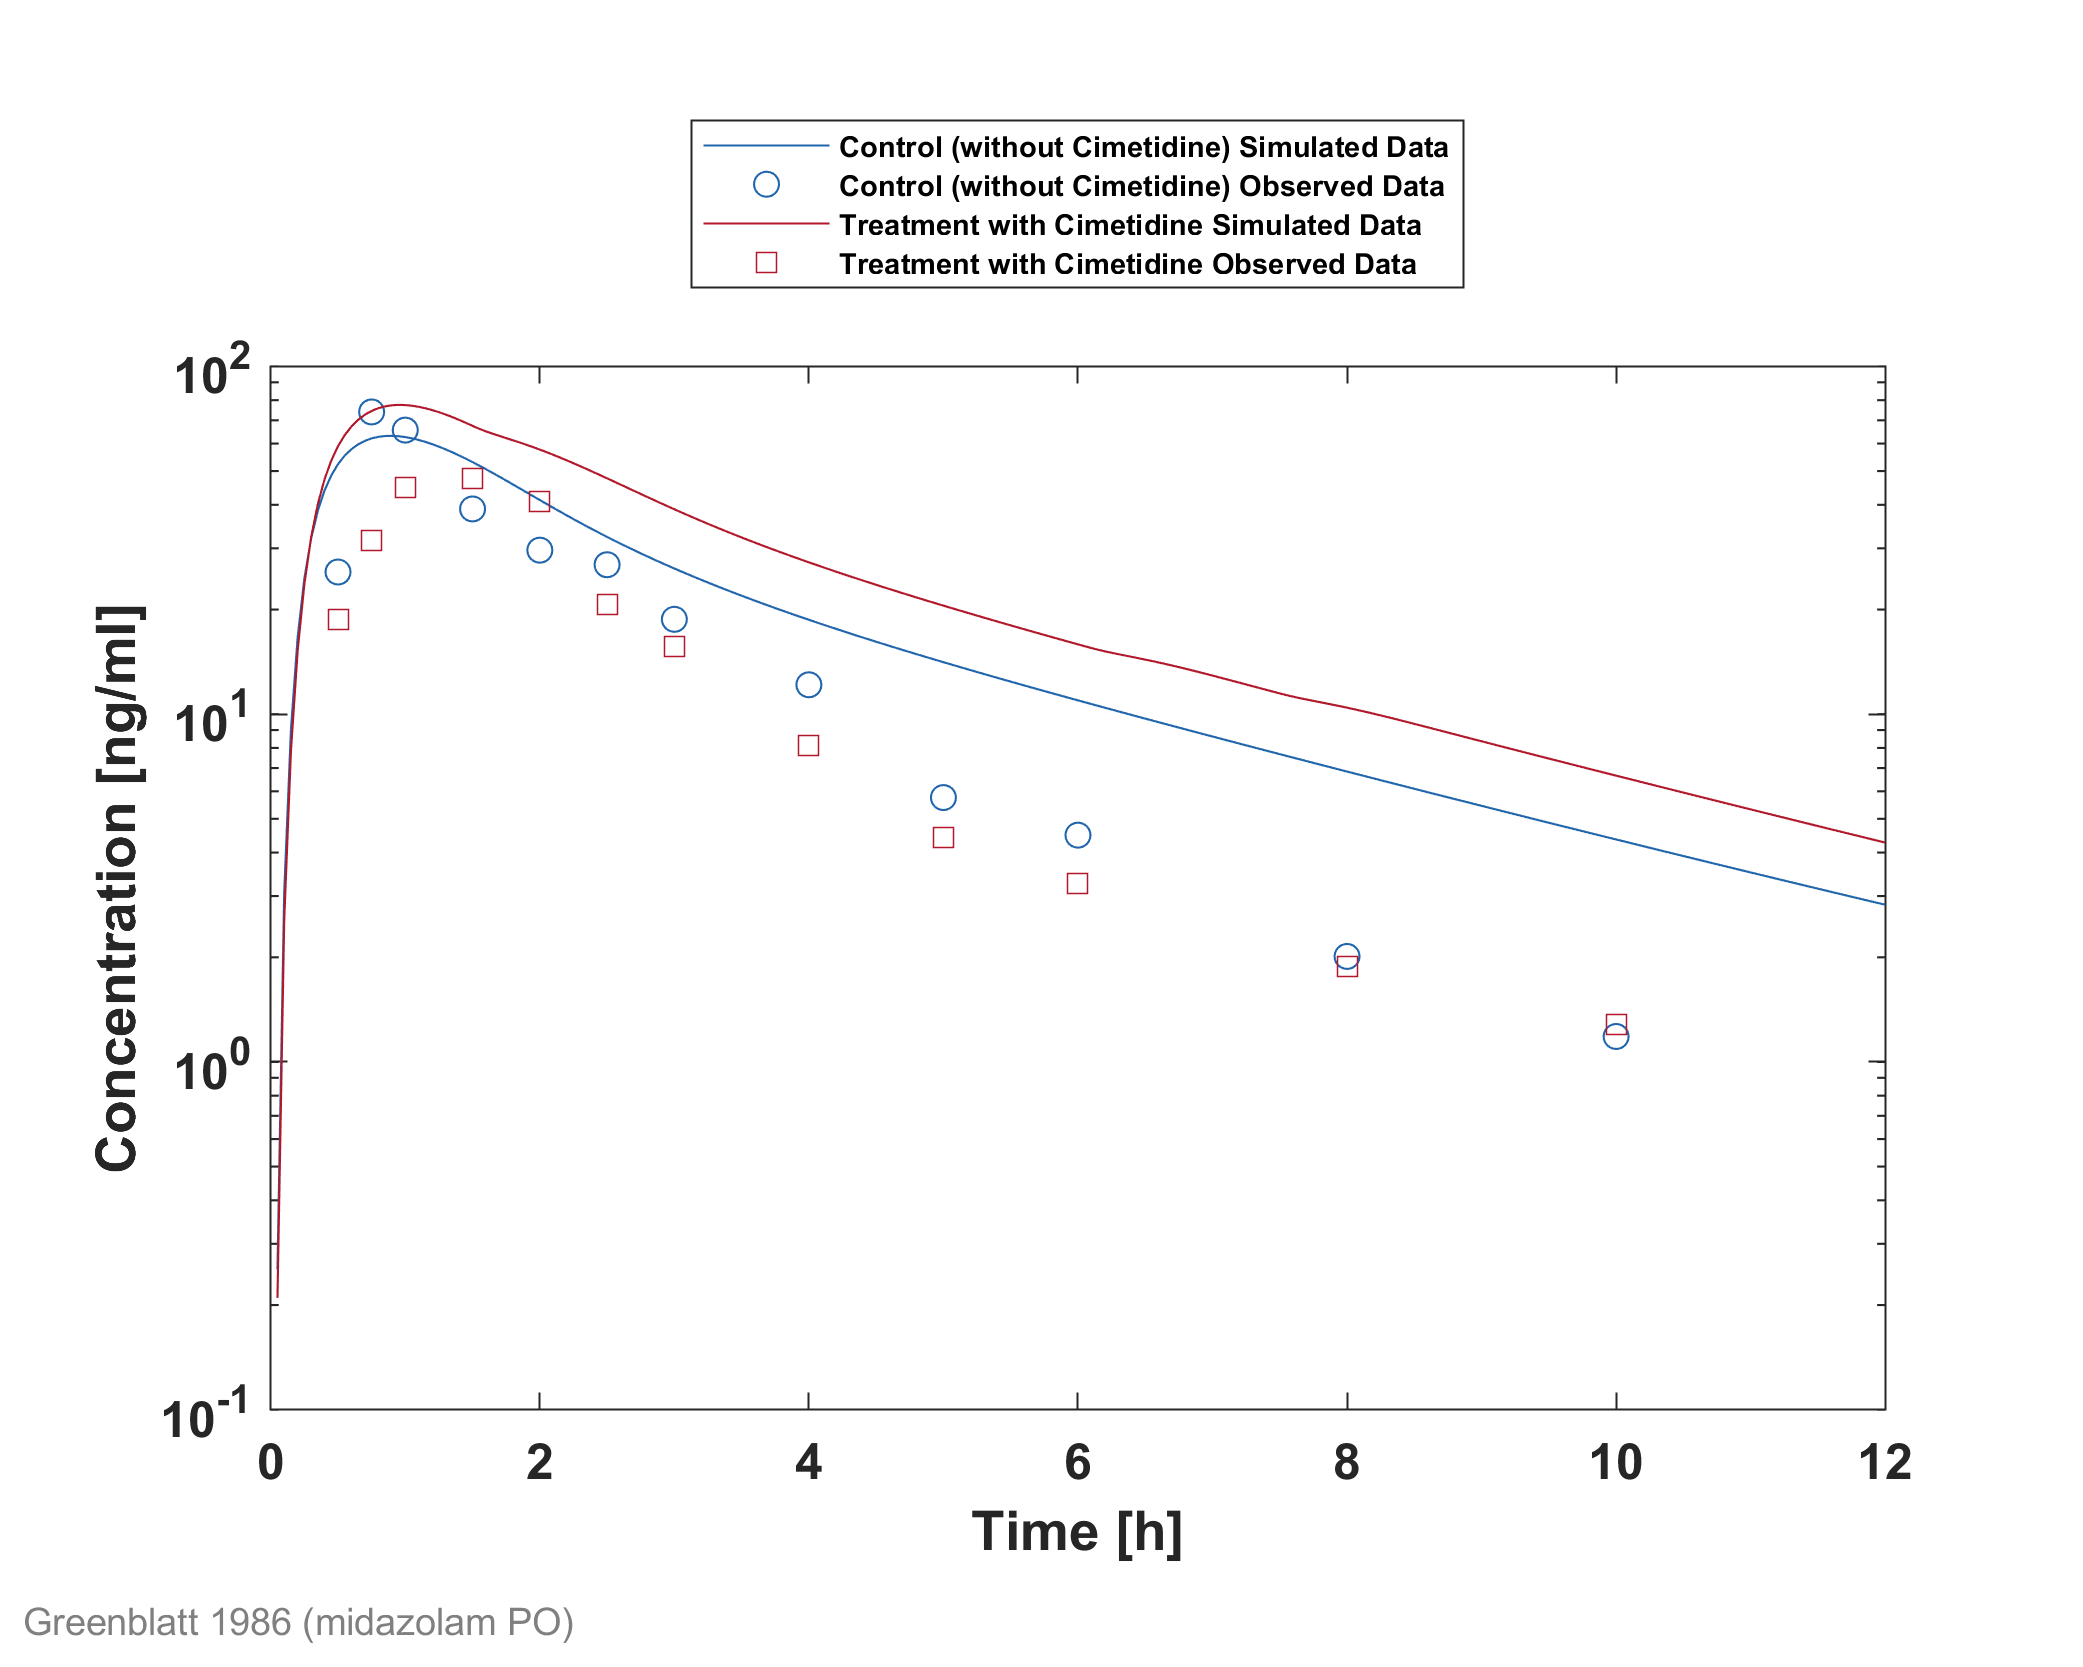 Control (without Cimetidine) Simulated Data
Control (without Cimetidine) Observed Data
Treatment with Cimetidine Simulated Data
Treatment with Cimetidine Observed Data
10^2
10^1
10^0
10^-1
Concentration [ng/ml]
0 2 4 6 8 10 12
Time [h]
Greenblatt 1986 (midazolam PO)